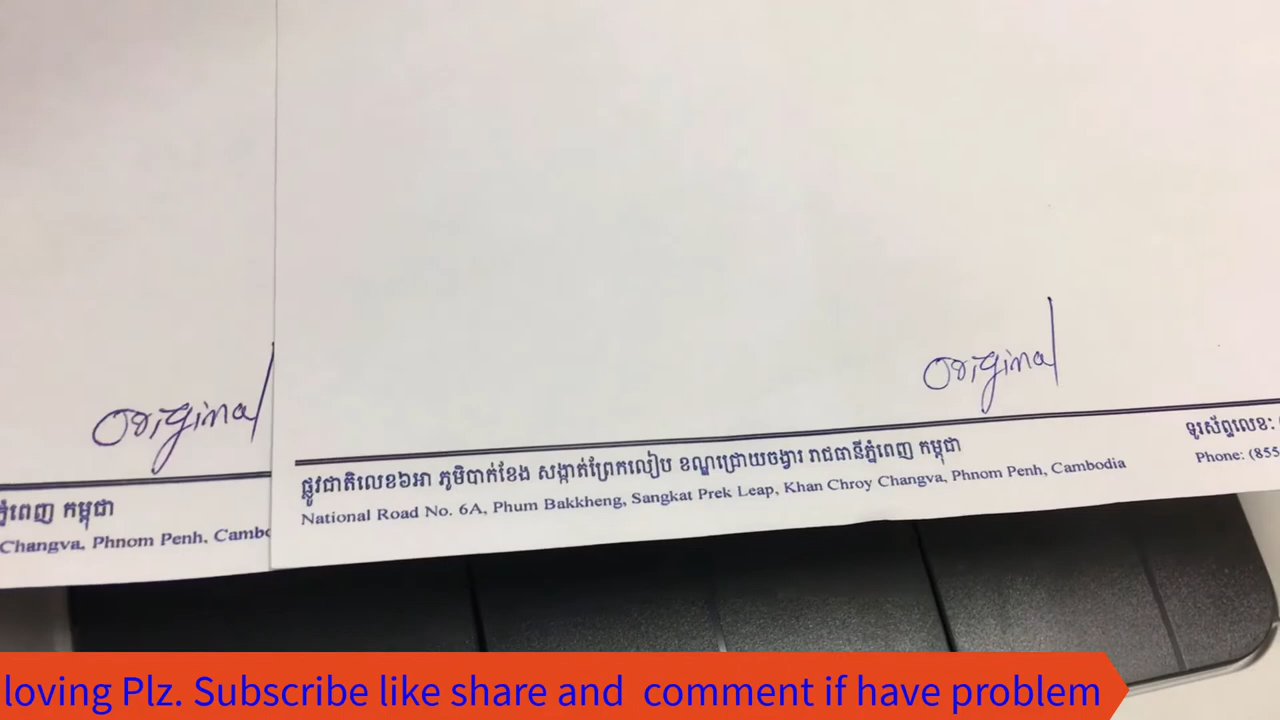 Original
ភ្នំពេញ កម្ពុជា
Changva, Phnom Penh,
Original
ផ្លូវជាតិលេខ៦អា ភូមិបាក់ខែង សង្កាត់ព្រែកលៀប ខណ្ឌជ្រោយចង្វារ រាជធានីភ្នំពេញ កម្ពុជា
National Road No. 6A, Phum Bakkheng, Sangkat Prek Leap, Khan Chroy Changva, Phnom Penh, Cambodia
ទូរស័ព្ទលេខ:
Phone: (855
loving Plz. Subscribe like share and comment if have problem